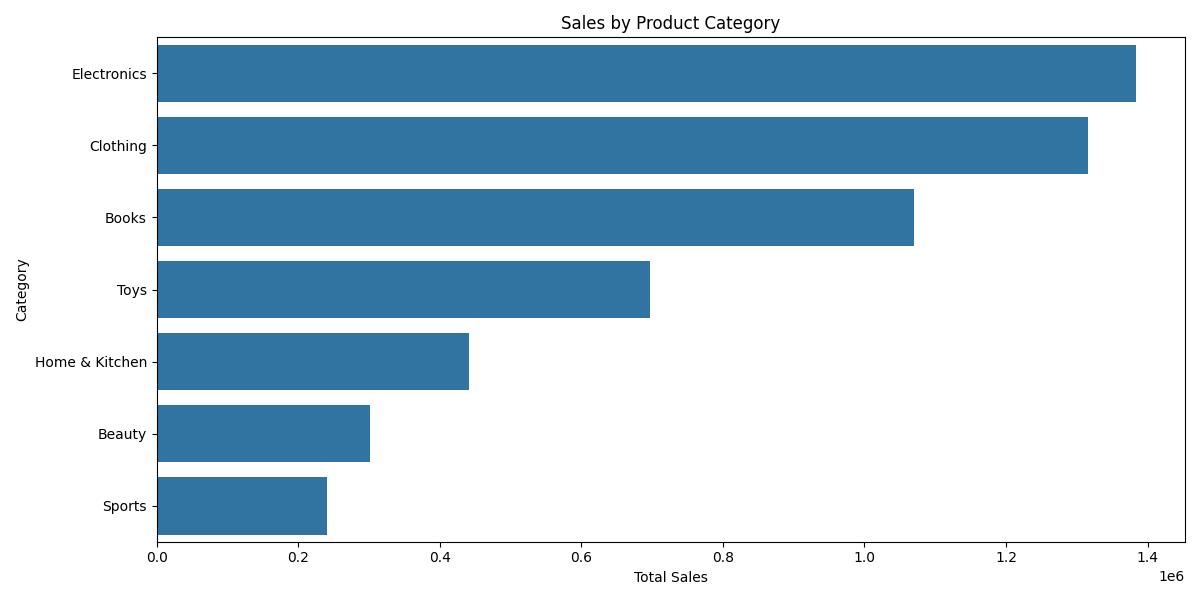 Sales by Product Category
Electronics
Clothing
Books
Toys
Home & Kitchen
Beauty
Sports
Category
0.0 0.2 0.4 0.6 0.8 1.0 1.2 1.4
1e6
Total Sales